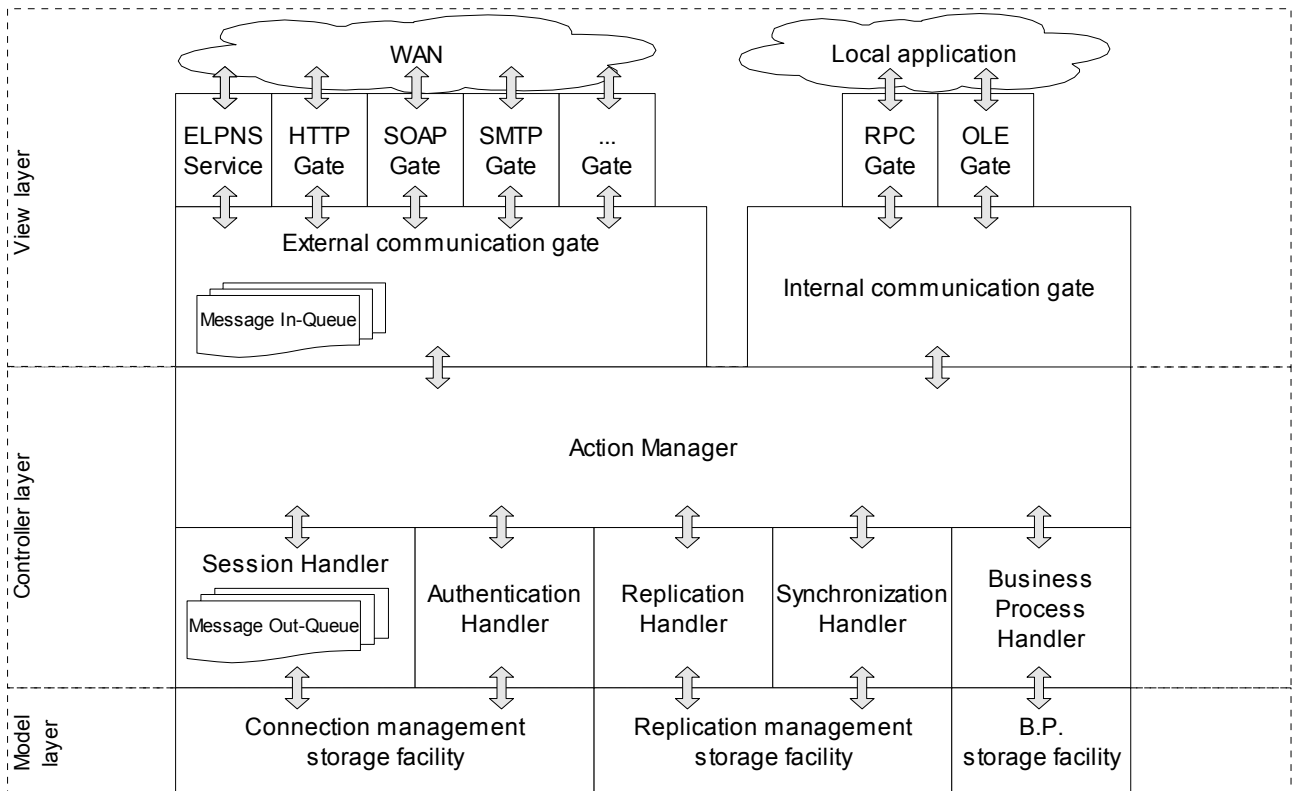 WAN
Local application
ELPNS
Service
HTTP
Gate
SOAP
Gate
SMTP
Gate
...
Gate
RPC
Gate
OLE
Gate
View layer
External communication gate
Message In-Queue
Internal communication gate
Controller layer
Action Manager
Session Handler
Message Out-Queue
Authentication
Handler
Replication
Handler
Synchronization
Handler
Business
Process
Handler
Model
layer
Connection management
storage facility
Replication management
storage facility
B.P.
storage facility